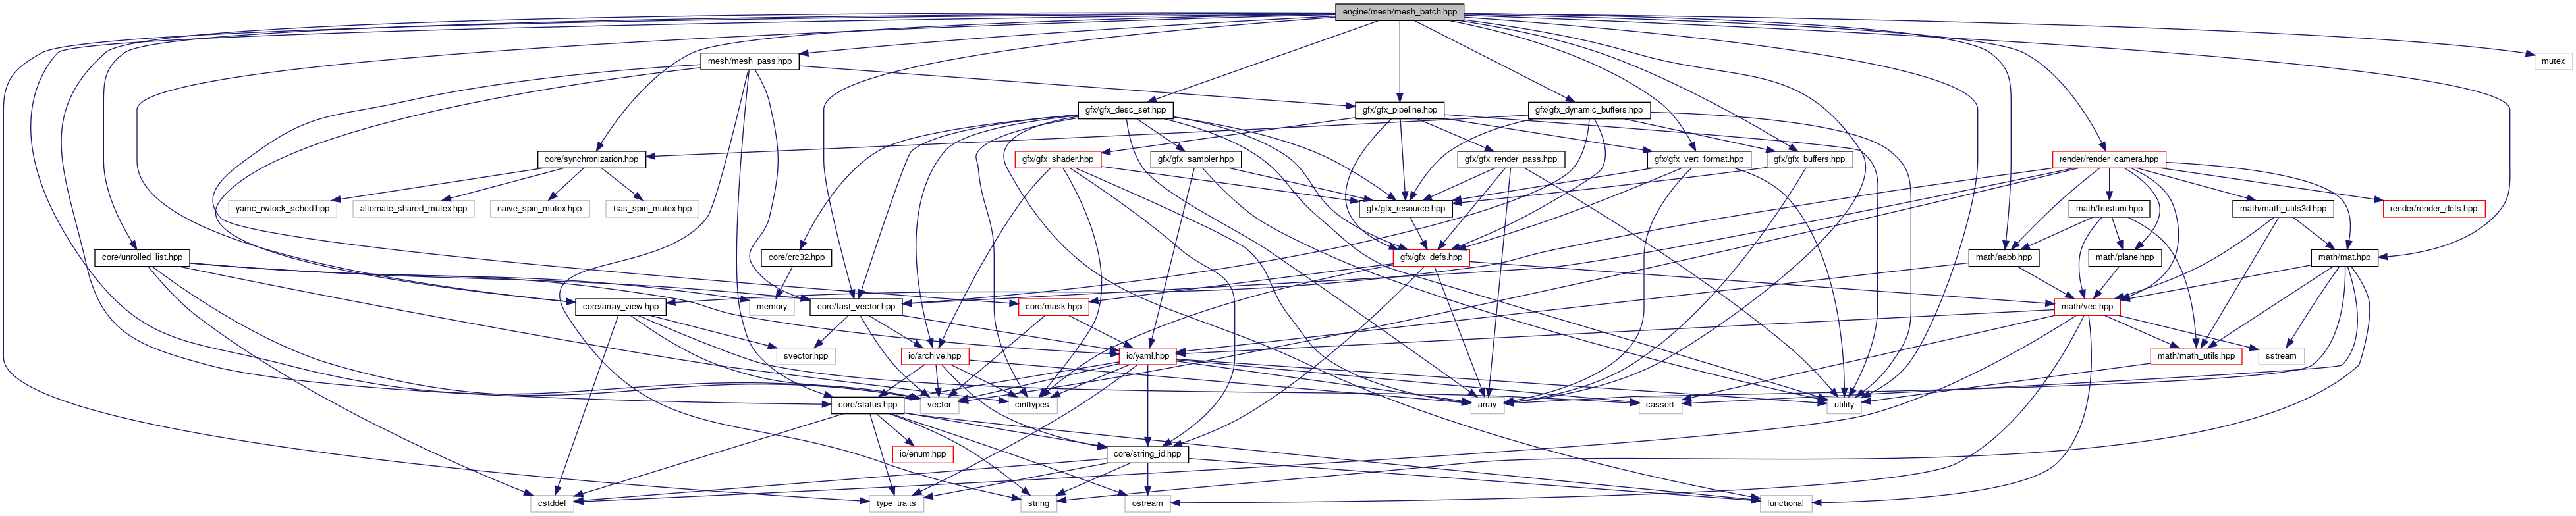 engine/mesh/mesh_batch.hpp
mesh/mesh_pass.hpp
mutex
gfx/gfx_desc_set.hpp
gfx/gfx_pipeline.hpp
gfx/gfx_dynamic_buffers.hpp
core/synchronization.hpp
gfx/gfx_shader.hpp
gfx/gfx_sampler.hpp
gfx/gfx_render_pass.hpp
gfx/gfx_vert_format.hpp
gfx/gfx_buffers.hpp
render/render_camera.hpp
yamc_rwlock_sched.hpp
alternate_shared_mutex.hpp
naive_spin_mutex.hpp
ttas_spin_mutex.hpp
gfx/gfx_resource.hpp
math/frustum.hpp
math/math_utils3d.hpp
render/render_defs.hpp
core/unrolled_list.hpp
core/crc32.hpp
gfx/gfx_defs.hpp
math/aabb.hpp
math/plane.hpp
math/mat.hpp
core/array_view.hpp
memory
core/fast_vector.hpp
core/mask.hpp
math/vec.hpp
svector.hpp
io/archive.hpp
io/yaml.hpp
math/math_utils.hpp
sstream
core/status.hpp
vector
cinttypes
array
cassert
utility
io/enum.hpp
core/string_id.hpp
cstddef
type_traits
string
ostream
functional